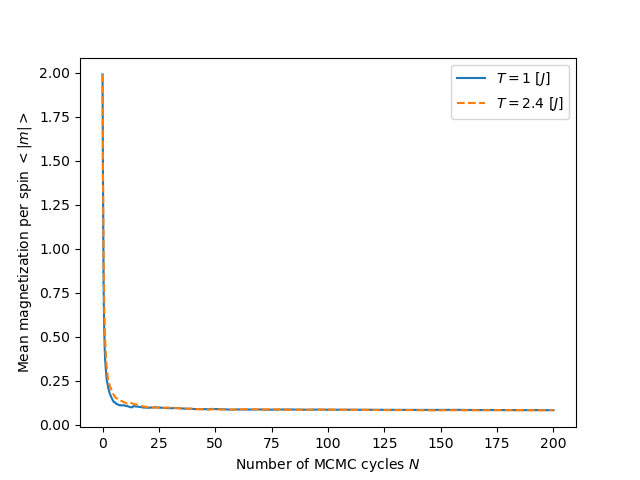 2.00
1.75
1.50
1.25
1.00
0.75
0.50
0.25
0.00
Mean magnetization per spin < |m| >
T = 1 [J]
T = 2.4 [J]
0 25 50 75 100 125 150 175 200
Number of MCMC cycles N